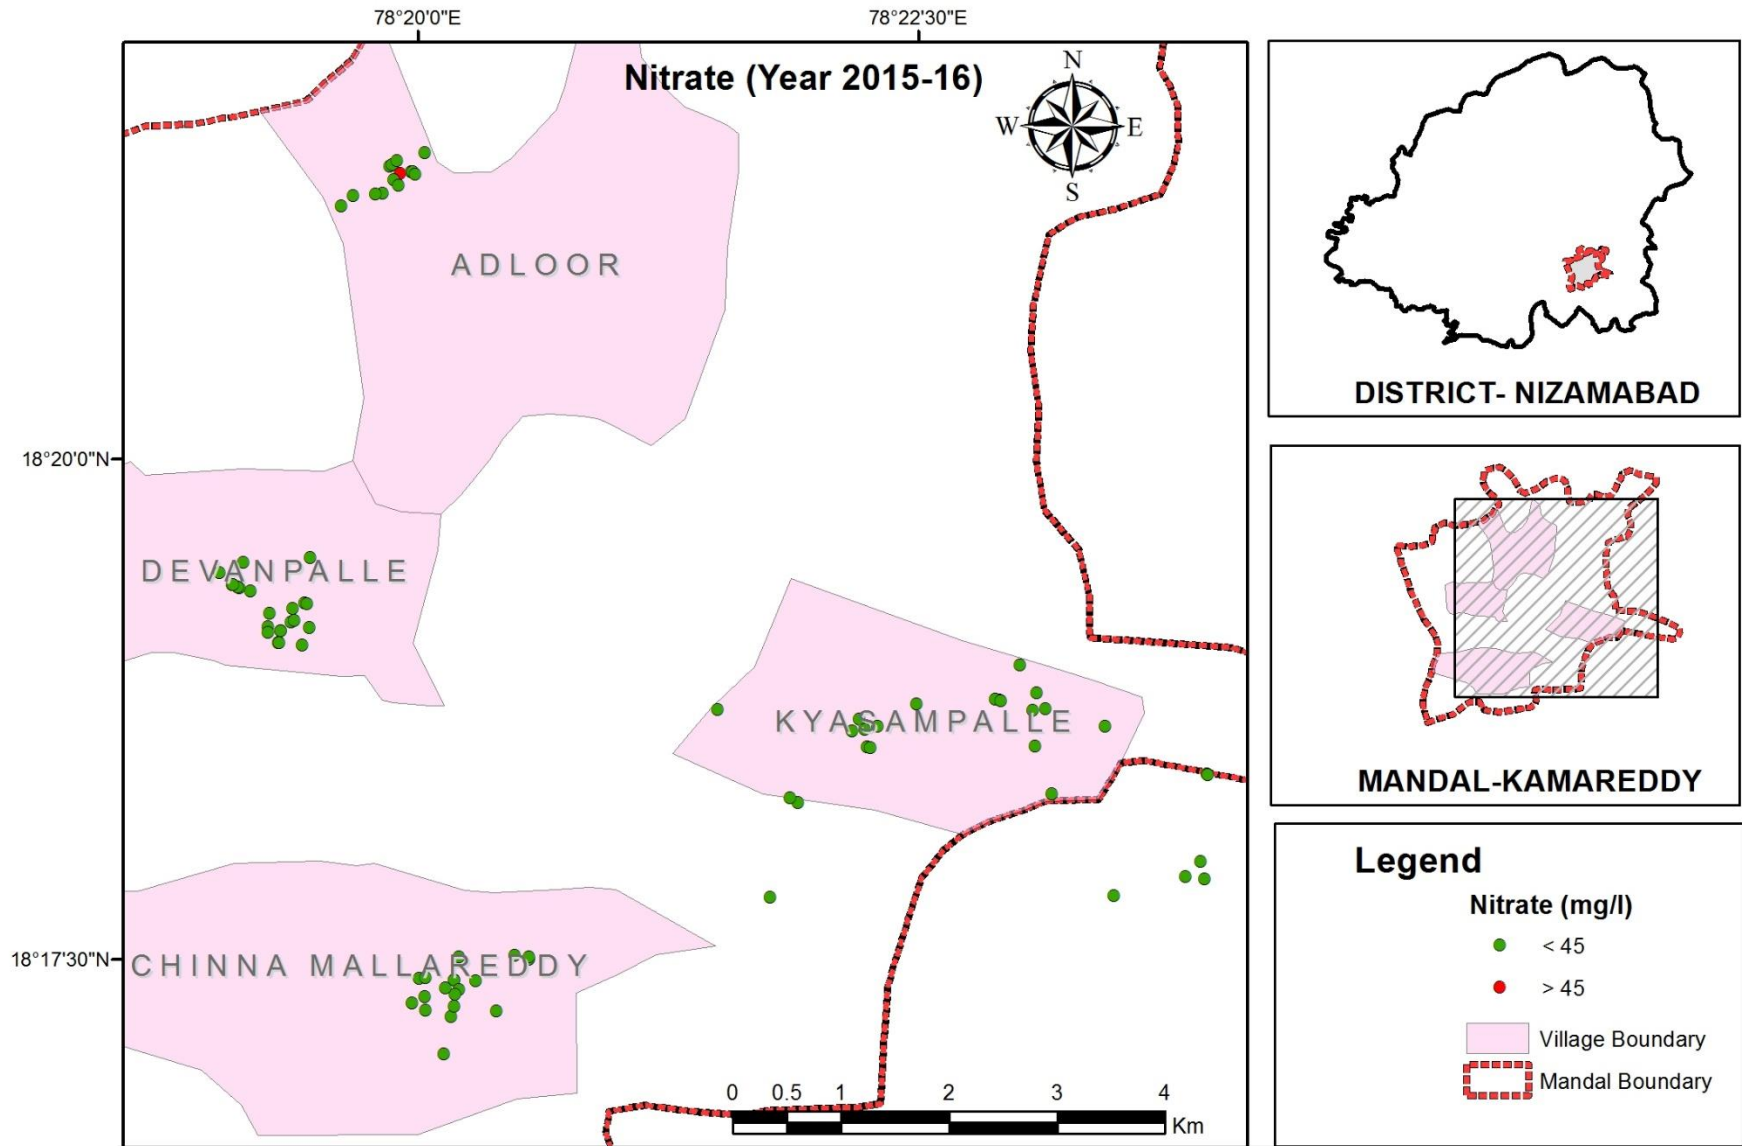 78°20'0"E
78°22'30"E
Nitrate (Year 2015-16)
N
W
E
S
ADLOOR
18°20'0"N
DEVANPALLE
KYASAMPALLE
18°17'30"N
CHINNA MALLAREDDY
0 0.5 1 2 3 4
Km
DISTRICT- NIZAMABAD
MANDAL-KAMAREDDY
Legend
Nitrate (mg/l)
< 45
> 45
Village Boundary
Mandal Boundary